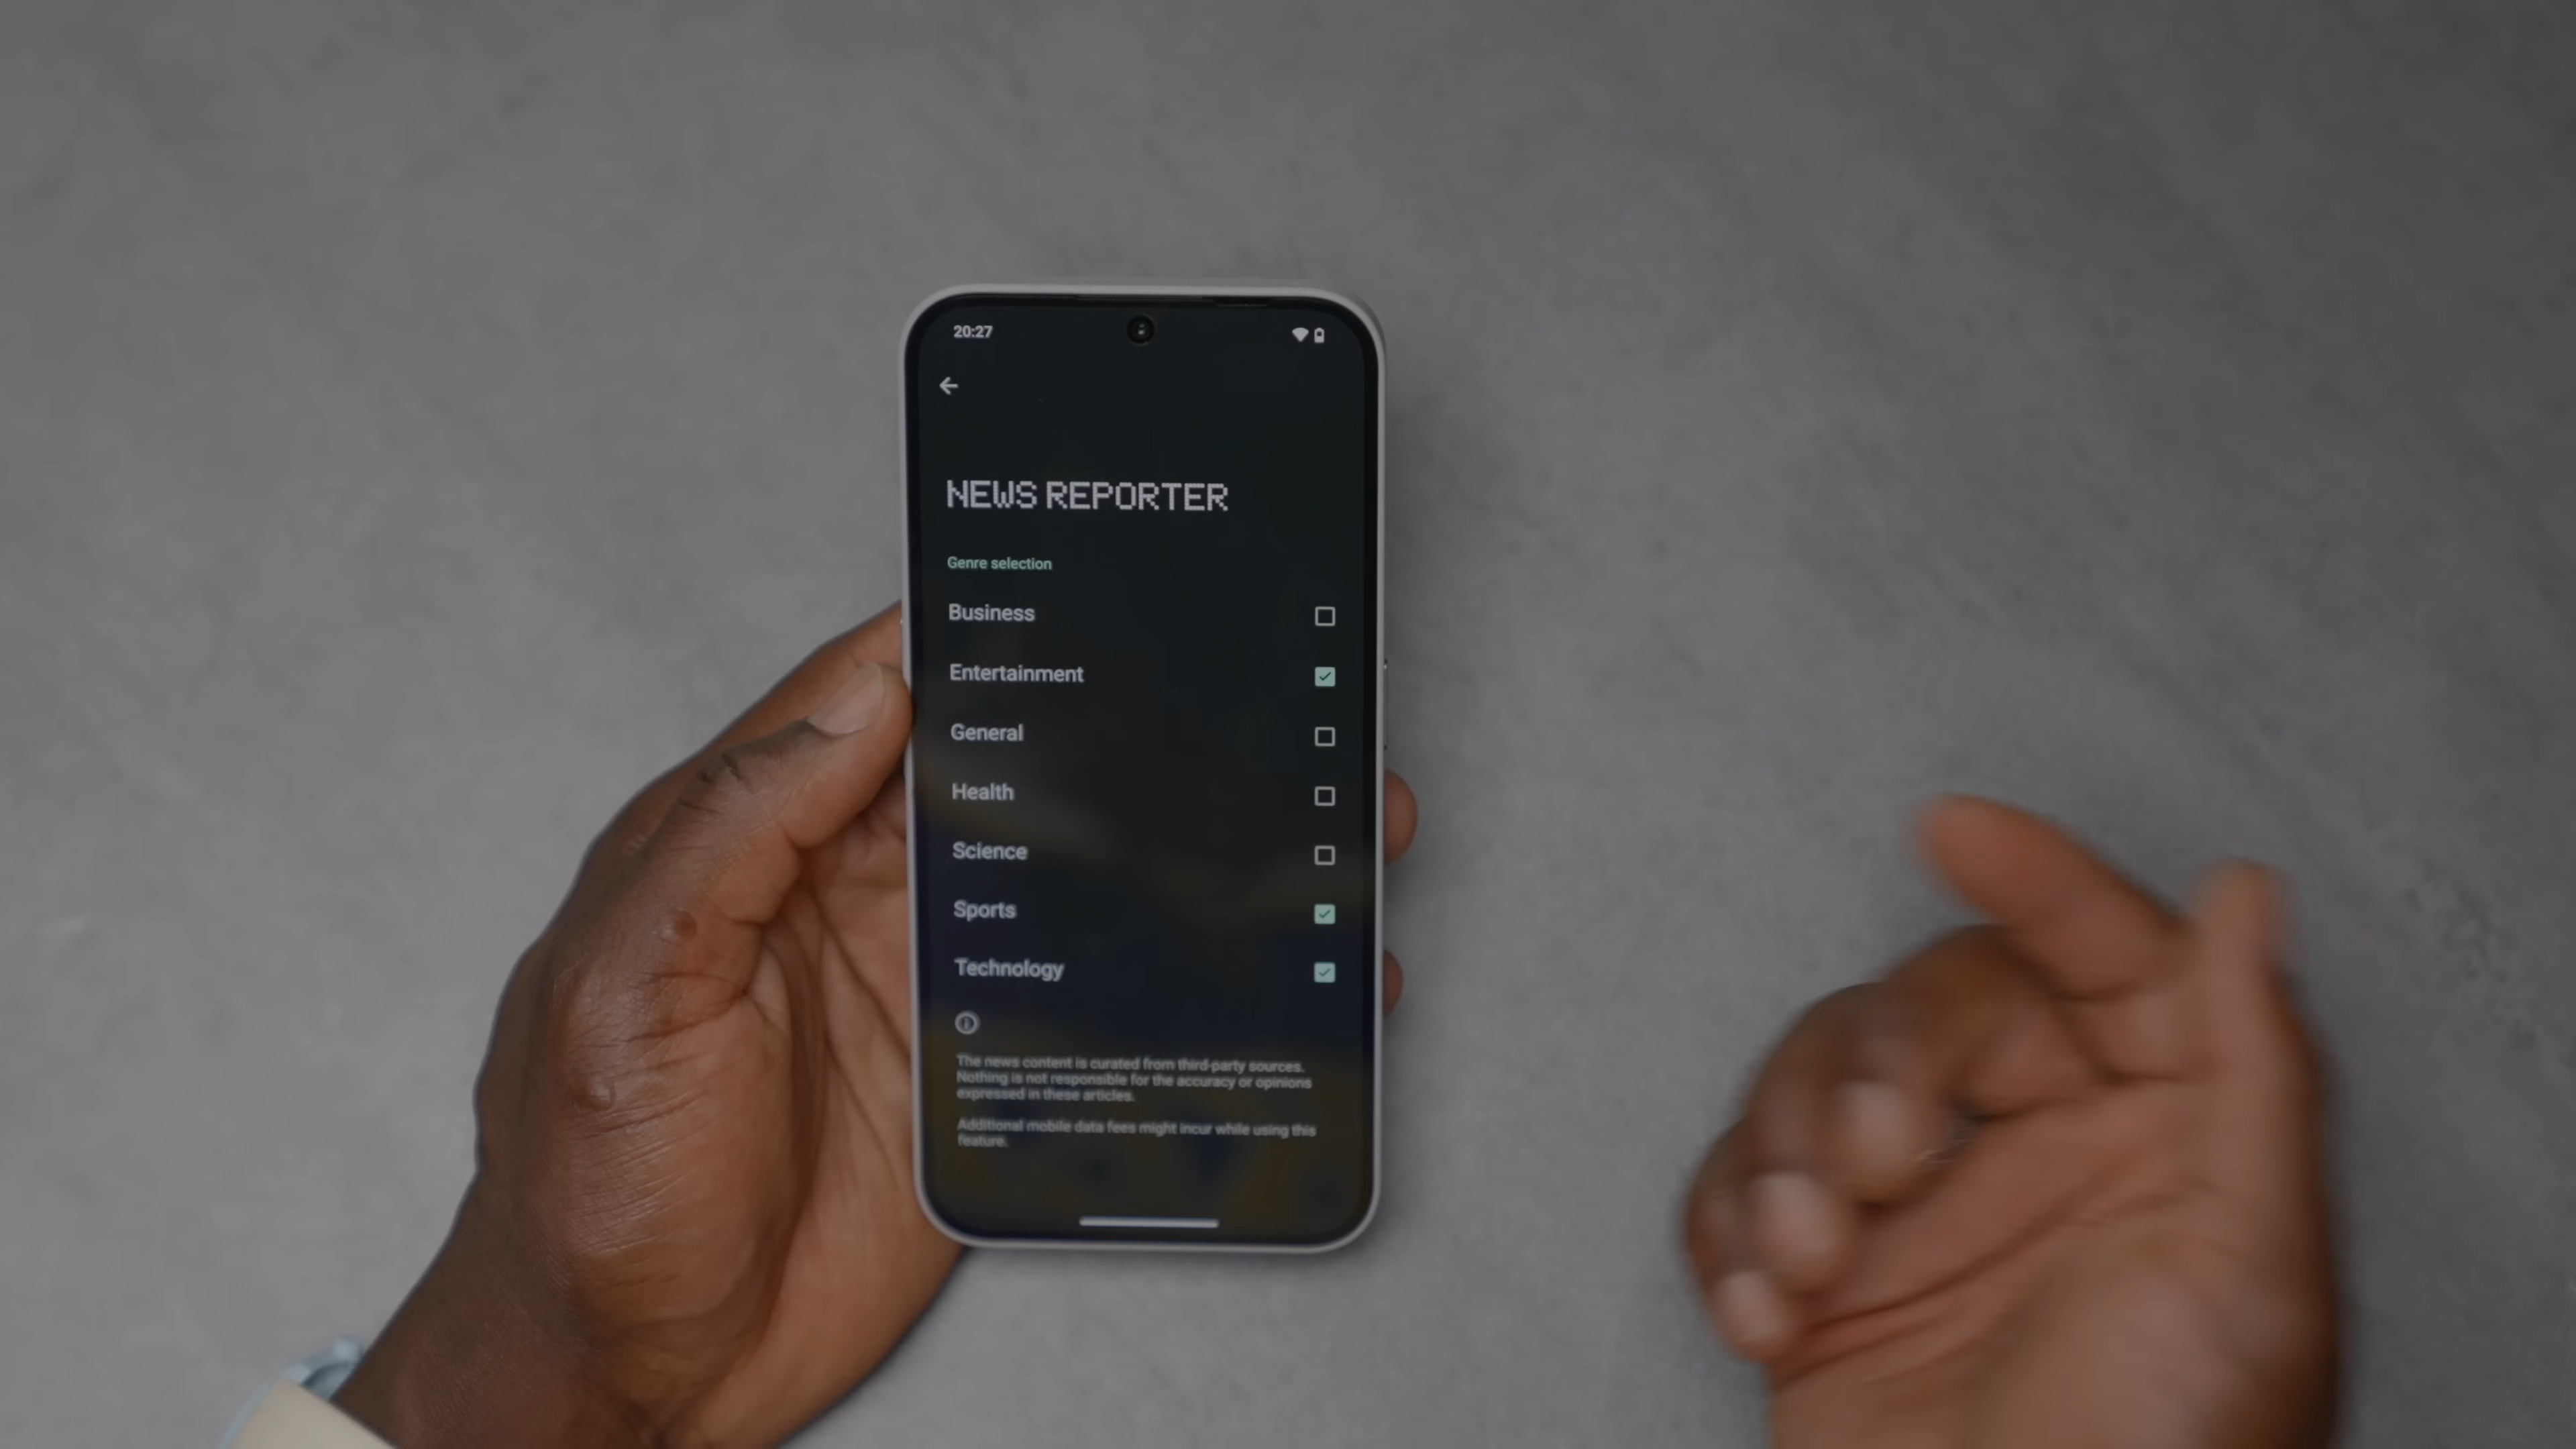 20:27
NEWS REPORTER
Genre selection
Business
Entertainment
General
Health
Science
Sports
Technology
The news content is curated from third-party sources.
Nothing is not responsible for the accuracy or opinions
expressed in these articles.
Additional mobile data fees might incur while using this
feature.